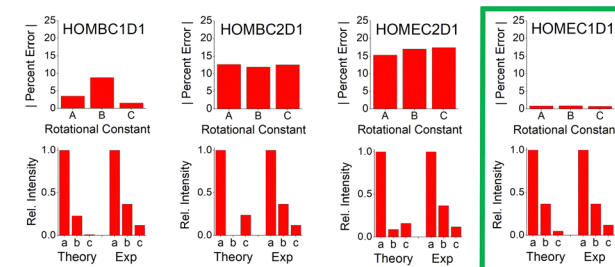 HOMBC1D1
| Percent Error |
25
20
15
10
5
0
A B C
Rotational Constant
HOMBC2D1
| Percent Error |
25
20
15
10
5
0
A B C
Rotational Constant
HOMEC2D1
| Percent Error |
25
20
15
10
5
0
A B C
Rotational Constant
HOMEC1D1
| Percent Error |
25
20
15
10
5
0
A B C
Rotational Constant
Rel. Intensity
1.0
0.5
0.0
a b c a b c
Theory Exp
Rel. Intensity
1.0
0.5
0.0
a b c a b c
Theory Exp
Rel. Intensity
1.0
0.5
0.0
a b c a b c
Theory Exp
Rel. Intensity
1.0
0.5
0.0
a b c a b c
Theory Exp